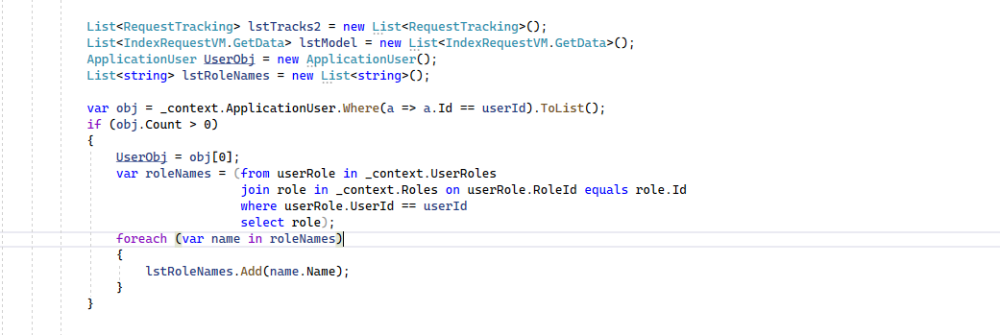 List<RequestTracking> lstTracks2 = new List<RequestTracking>();
List<IndexRequestVM.GetData> lstModel = new List<IndexRequestVM.GetData>();
ApplicationUser UserObj = new ApplicationUser();
List<string> lstRoleNames = new List<string>();
var obj = _context.ApplicationUser.Where(a => a.Id == userId).ToList();
if (obj.Count > 0)
{
UserObj = obj[0];
var roleNames = (from userRole in _context.UserRoles
join role in _context.Roles on userRole.RoleId equals role.Id
where userRole.UserId == userId
select role);
foreach (var name in roleNames)
{
lstRoleNames.Add(name.Name);
}
}